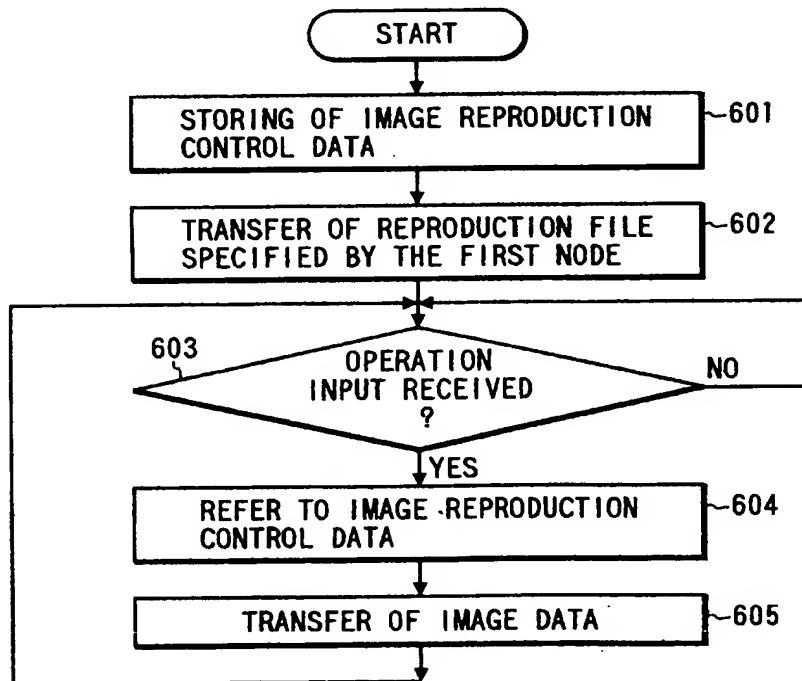 START
STORING OF IMAGE REPRODUCTION
CONTROL DATA
601
TRANSFER OF REPRODUCTION FILE
SPECIFIED BY THE FIRST NODE
602
603
OPERATION
INPUT RECEIVED
?
NO
YES
REFER TO IMAGE REPRODUCTION
CONTROL DATA
604
TRANSFER OF IMAGE DATA
605